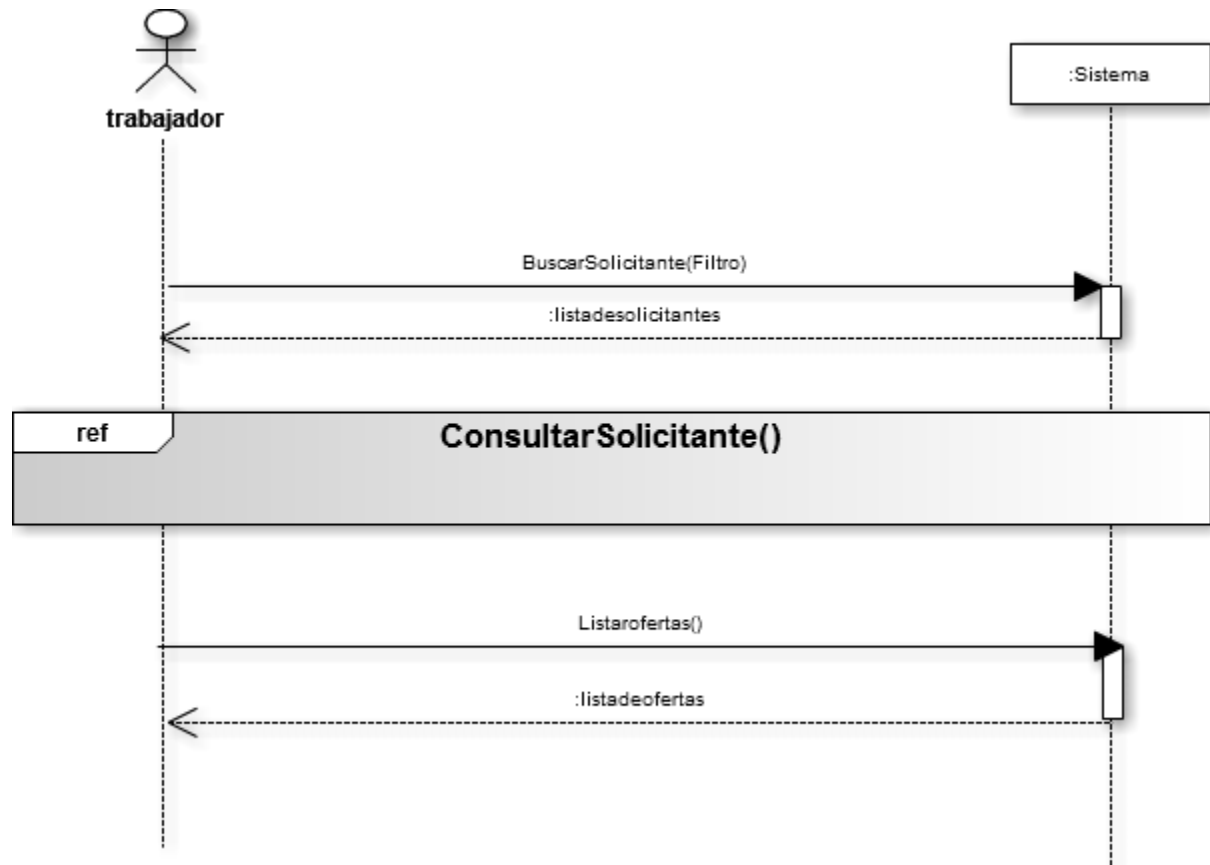 trabajador
:Sistema
BuscarSolicitante(Filtro)
:listadesolicitantes
ref
ConsultarSolicitante()
Listarofertas()
:listadeofertas